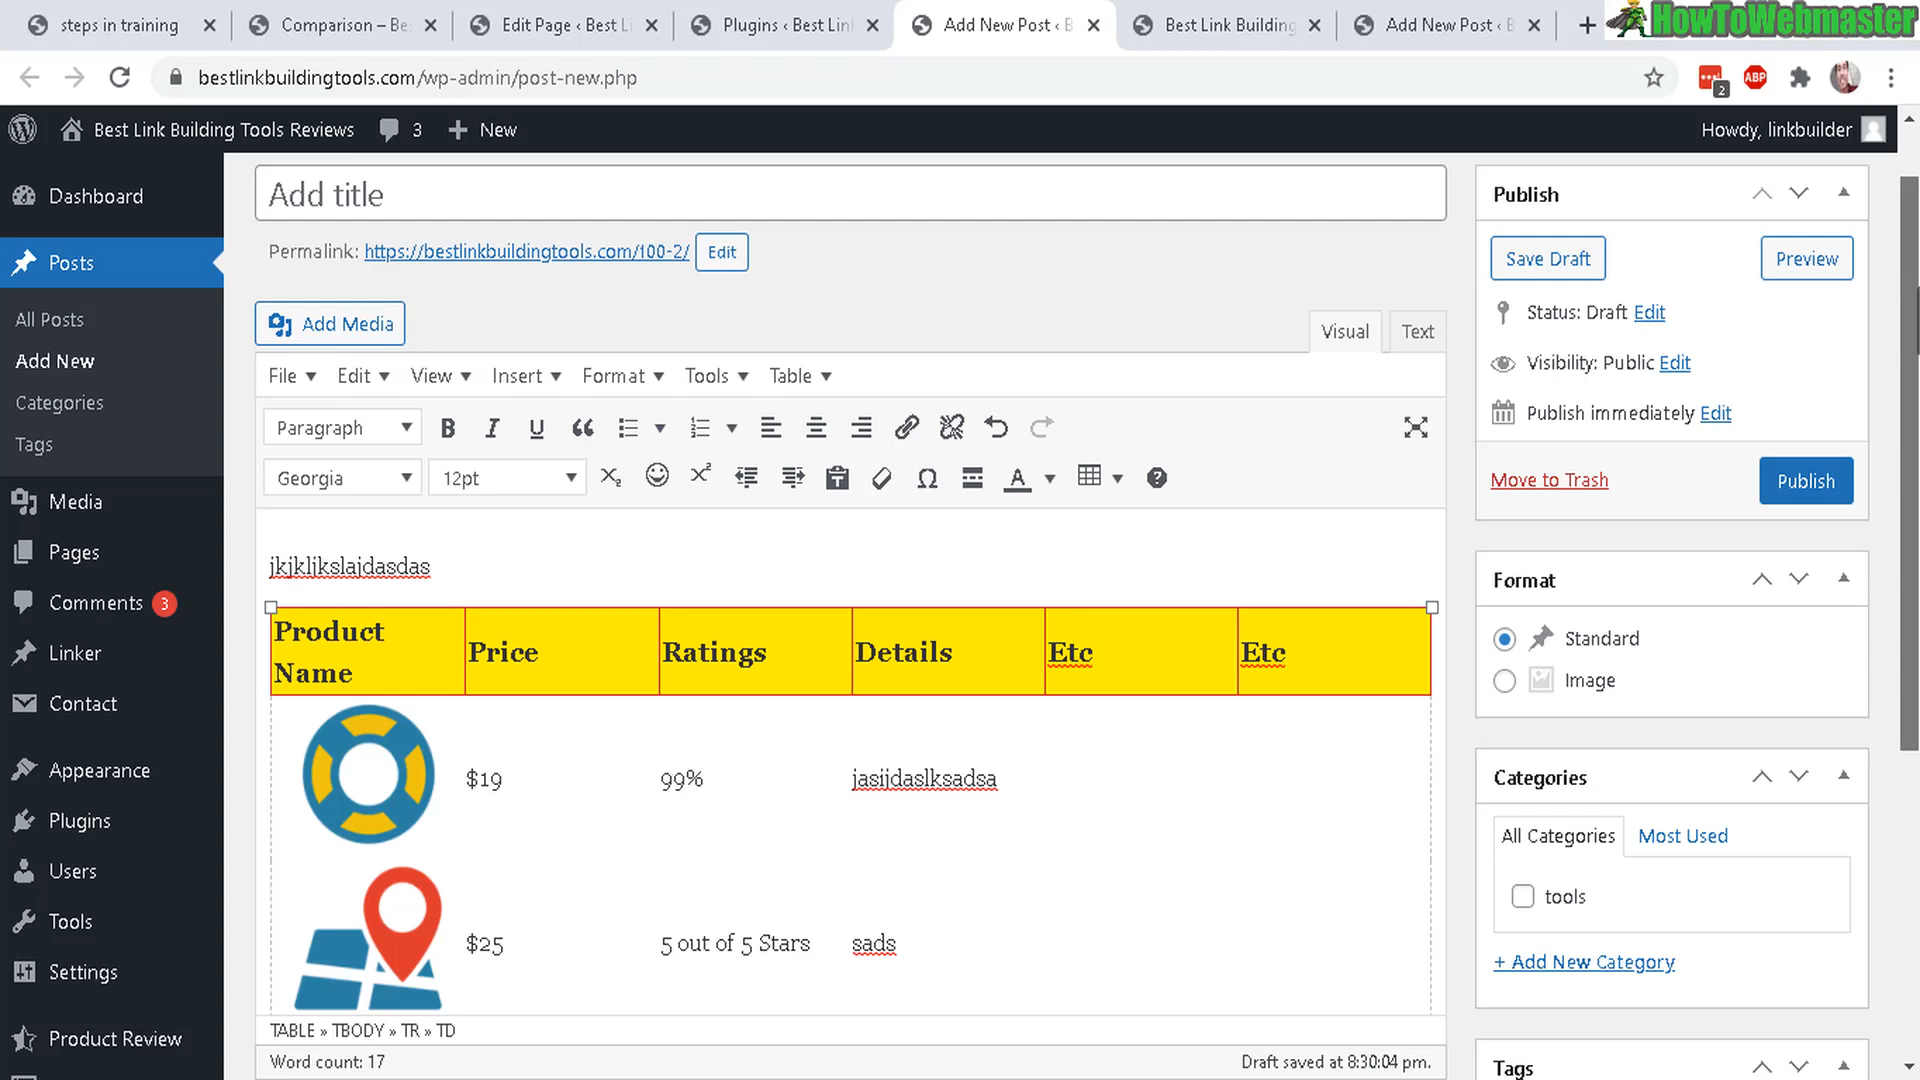 steps in training
Comparison – Be
Edit Page ‹ Best Li
Plugins ‹ Best Link
Add New Post ‹ B
Best Link Building
Add New Post ‹ B
HowToWebmaster
bestlinkbuildingtools.com/wp-admin/post-new.php
2
ABP
Best Link Building Tools Reviews
3
New
Howdy, linkbuilder
Dashboard
Posts
All Posts
Add New
Categories
Tags
Media
Pages
Comments 3
Linker
Contact
Appearance
Plugins
Users
Tools
Settings
Product Review
Add title
Permalink: https://bestlinkbuildingtools.com/100-2/ Edit
Add Media
Visual Text
File Edit View Insert Format Tools Table
Paragraph
Georgia 12pt
jkjkljkslajdasdas
Product Name Price Ratings Details Etc Etc
$19 99% jasijdaslksadsa
$25 5 out of 5 Stars sads
TABLE » TBODY » TR » TD
Word count: 17 Draft saved at 8:30:04 pm.
Publish
Save Draft Preview
Status: Draft Edit
Visibility: Public Edit
Publish immediately Edit
Move to Trash Publish
Format
Standard
Image
Categories
All Categories Most Used
tools
+ Add New Category
Tags